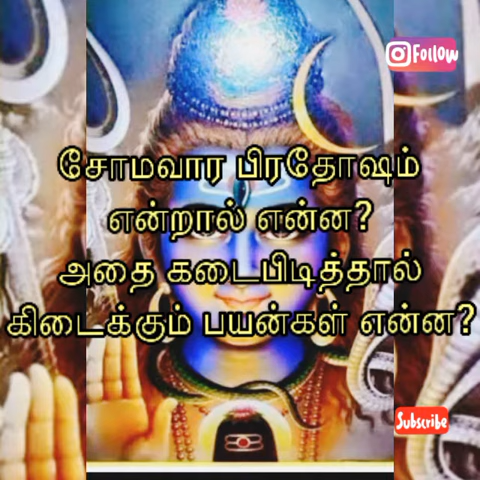 Follow
சோமவார பிரதோஷம்
என்றால் என்ன?
அதை கடைபிடித்தால்
கிடைக்கும் பயன்கள் என்ன?
Subscribe